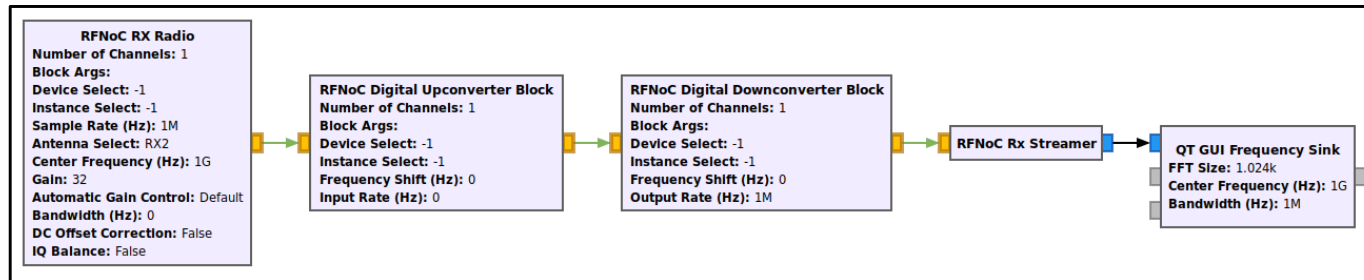 RFNoC RX Radio
Number of Channels: 1
Block Args:
Device Select: -1
Instance Select: -1
Sample Rate (Hz): 1M
Antenna Select: RX2
Center Frequency (Hz): 1G
Gain: 32
Automatic Gain Control: Default
Bandwidth (Hz): 0
DC Offset Correction: False
IQ Balance: False
RFNoC Digital Upconverter Block
Number of Channels: 1
Block Args:
Device Select: -1
Instance Select: -1
Frequency Shift (Hz): 0
Input Rate (Hz): 0
RFNoC Digital Downconverter Block
Number of Channels: 1
Block Args:
Device Select: -1
Instance Select: -1
Frequency Shift (Hz): 0
Output Rate (Hz): 1M
RFNoC Rx Streamer
QT GUI Frequency Sink
FFT Size: 1.024k
Center Frequency (Hz): 1G
Bandwidth (Hz): 1M